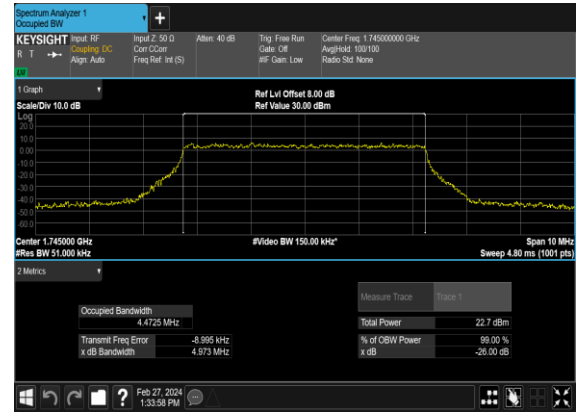 Spectrum Analyzer 1
Occupied BW
+
KEYSIGHT Input: RF Input Z: 50 Ω Atten: 40 dB Trig: Free Run Center Freq: 1.745000000 GHz
R T Coupling: DC Corr CCorr Gate: Off Avg|Hold: 100/100
Align: Auto Freq Ref: Int (S) #IF Gain: Low Radio Std: None
LXI
1 Graph
Ref Lvl Offset 8.00 dB
Scale/Div 10.0 dB Ref Value 30.00 dBm
Log
20.0
10.0
0.00
-10.0
-20.0
-30.0
-40.0
-50.0
-60.0
Center 1.745000 GHz #Video BW 150.00 kHz* Span 10 MHz
#Res BW 51.000 kHz Sweep 4.80 ms (1001 pts)
2 Metrics
Measure Trace Trace 1
Occupied Bandwidth
4.4725 MHz Total Power 22.7 dBm
Transmit Freq Error -8.995 kHz % of OBW Power 99.00 %
x dB Bandwidth 4.973 MHz x dB -26.00 dB
? Feb 27, 2024
1:33:58 PM